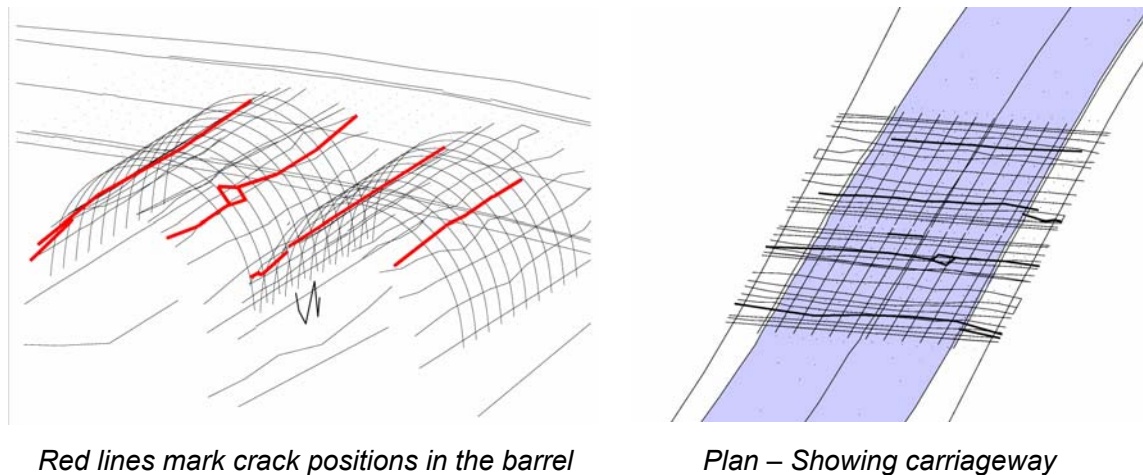 Red lines mark crack positions in the barrel
Plan – Showing carriageway